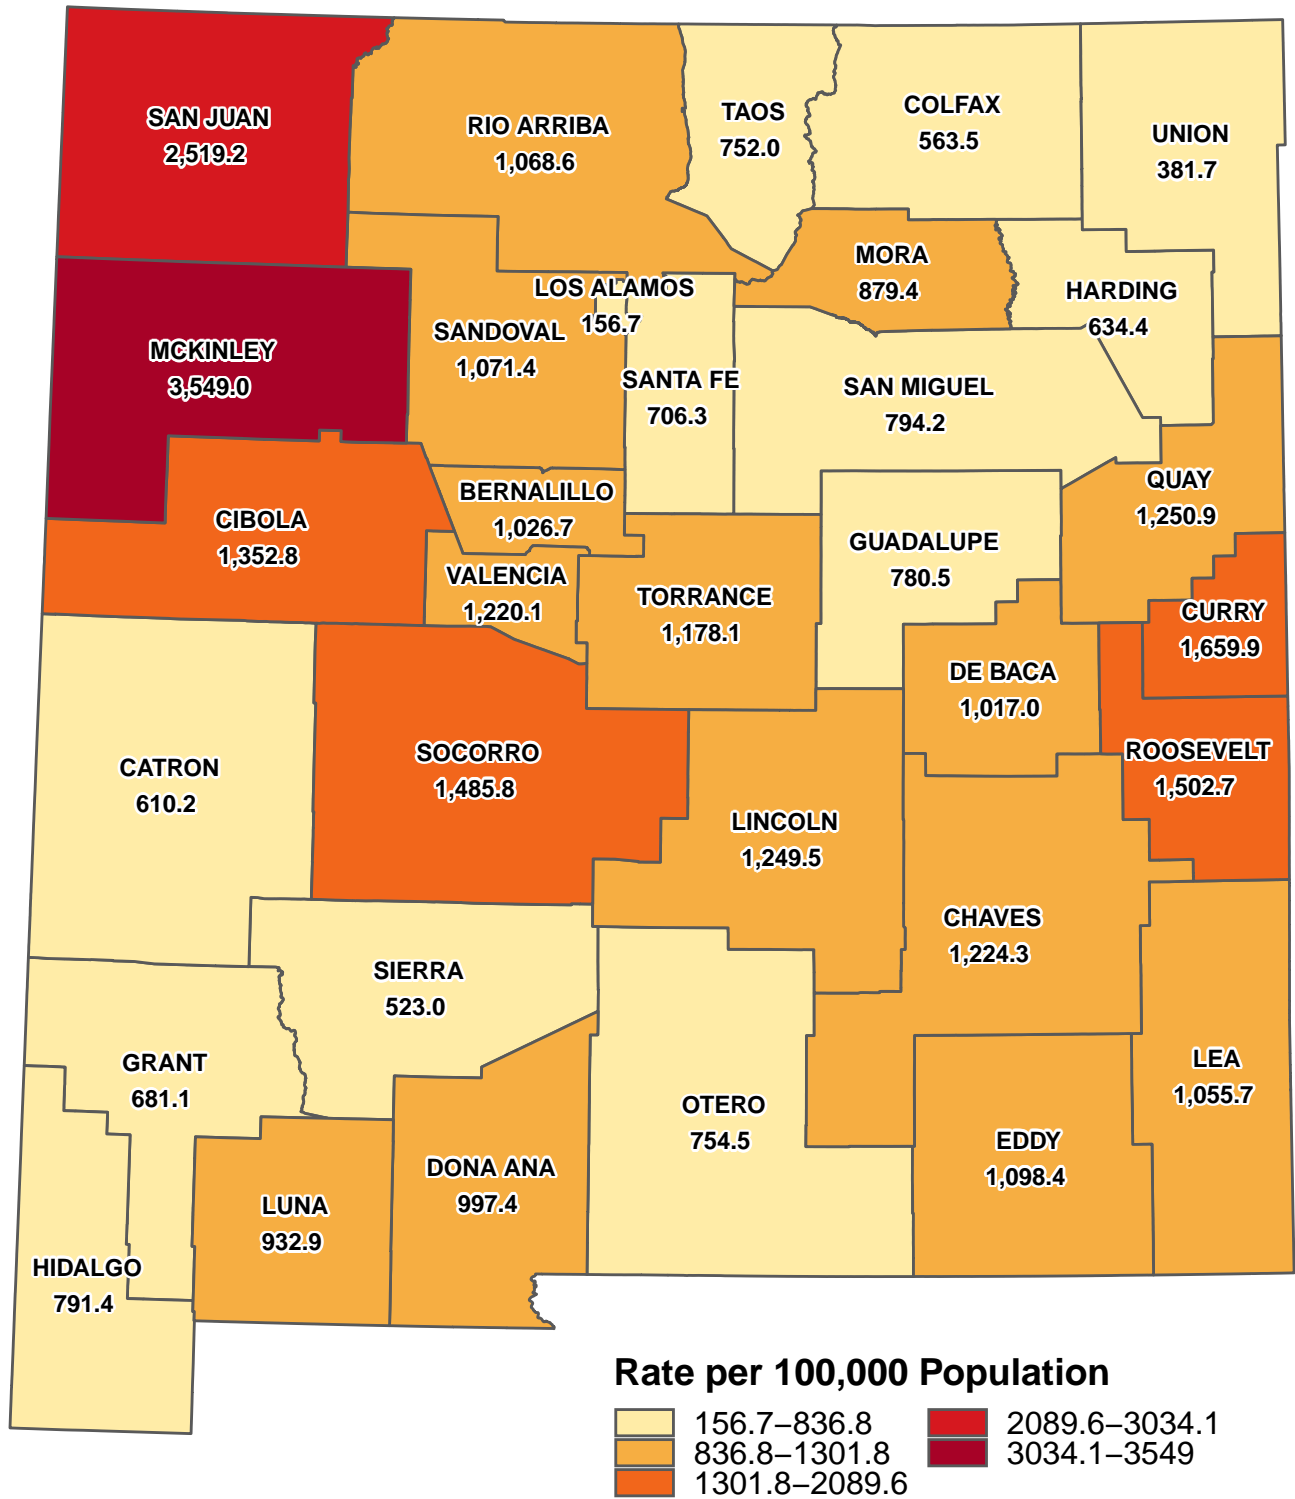 SAN JUAN
2,519.2
RIO ARRIBA
1,068.6
TAOS
752.0
COLFAX
563.5
UNION
381.7
MORA
879.4
HARDING
634.4
LOS ALAMOS
156.7
SANDOVAL
1,071.4
MCKINLEY
3,549.0
SANTA FE
706.3
SAN MIGUEL
794.2
QUAY
1,250.9
BERNALILLO
1,026.7
CIBOLA
1,352.8
GUADALUPE
780.5
VALENCIA
1,220.1
TORRANCE
1,178.1
CURRY
1,659.9
DE BACA
1,017.0
ROOSEVELT
1,502.7
SOCORRO
1,485.8
CATRON
610.2
LINCOLN
1,249.5
CHAVES
1,224.3
SIERRA
523.0
GRANT
681.1
LEA
1,055.7
OTERO
754.5
EDDY
1,098.4
DONA ANA
997.4
LUNA
932.9
HIDALGO
791.4
Rate per 100,000 Population
156.7–836.8
836.8–1301.8
1301.8–2089.6
2089.6–3034.1
3034.1–3549